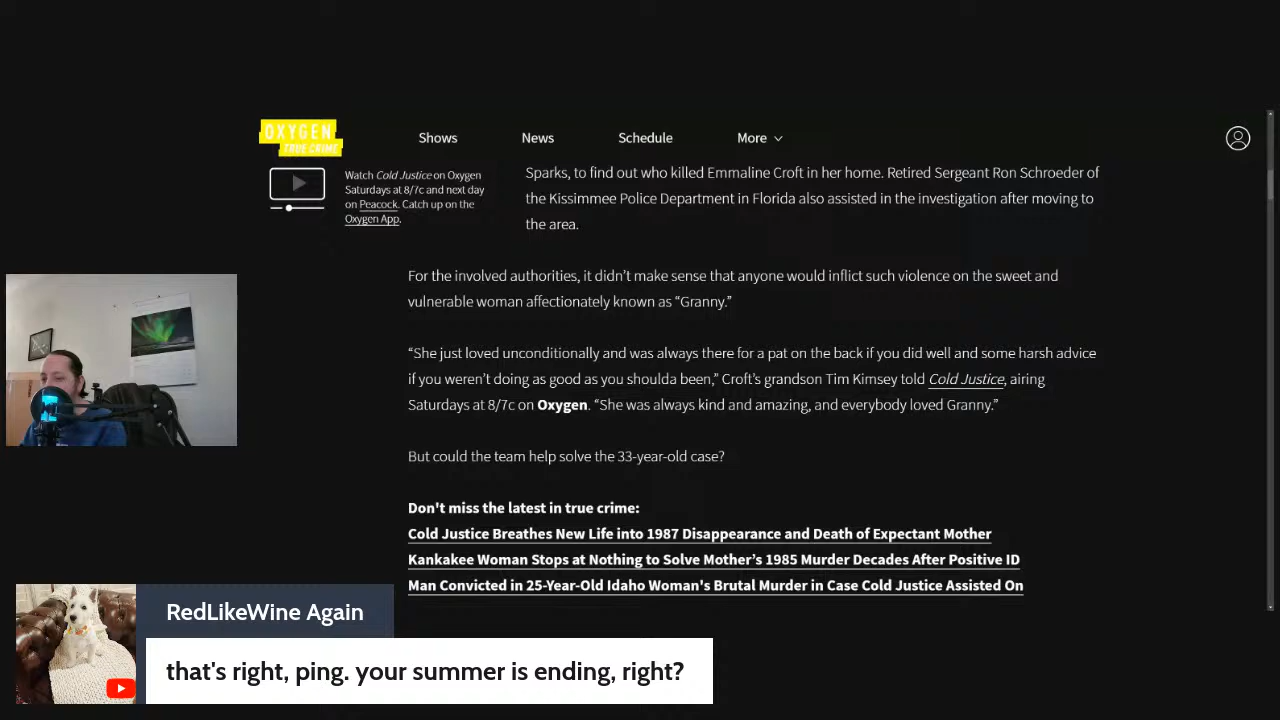 OXYGEN
TRUE CRIME
Shows
News
Schedule
More
Watch Cold Justice on Oxygen
Saturdays at 8/7c and next day
on Peacock. Catch up on the
Oxygen App.
Sparks, to find out who killed Emmaline Croft in her home. Retired Sergeant Ron Schroeder of
the Kissimmee Police Department in Florida also assisted in the investigation after moving to
the area.
For the involved authorities, it didn’t make sense that anyone would inflict such violence on the sweet and
vulnerable woman affectionately known as “Granny.”
“She just loved unconditionally and was always there for a pat on the back if you did well and some harsh advice
if you weren’t doing as good as you shoulda been,” Croft’s grandson Tim Kimsey told Cold Justice, airing
Saturdays at 8/7c on Oxygen. “She was always kind and amazing, and everybody loved Granny.”
But could the team help solve the 33-year-old case?
Don't miss the latest in true crime:
Cold Justice Breathes New Life into 1987 Disappearance and Death of Expectant Mother
Kankakee Woman Stops at Nothing to Solve Mother’s 1985 Murder Decades After Positive ID
Man Convicted in 25-Year-Old Idaho Woman's Brutal Murder in Case Cold Justice Assisted On
RedLikeWine Again
that's right, ping. your summer is ending, right?